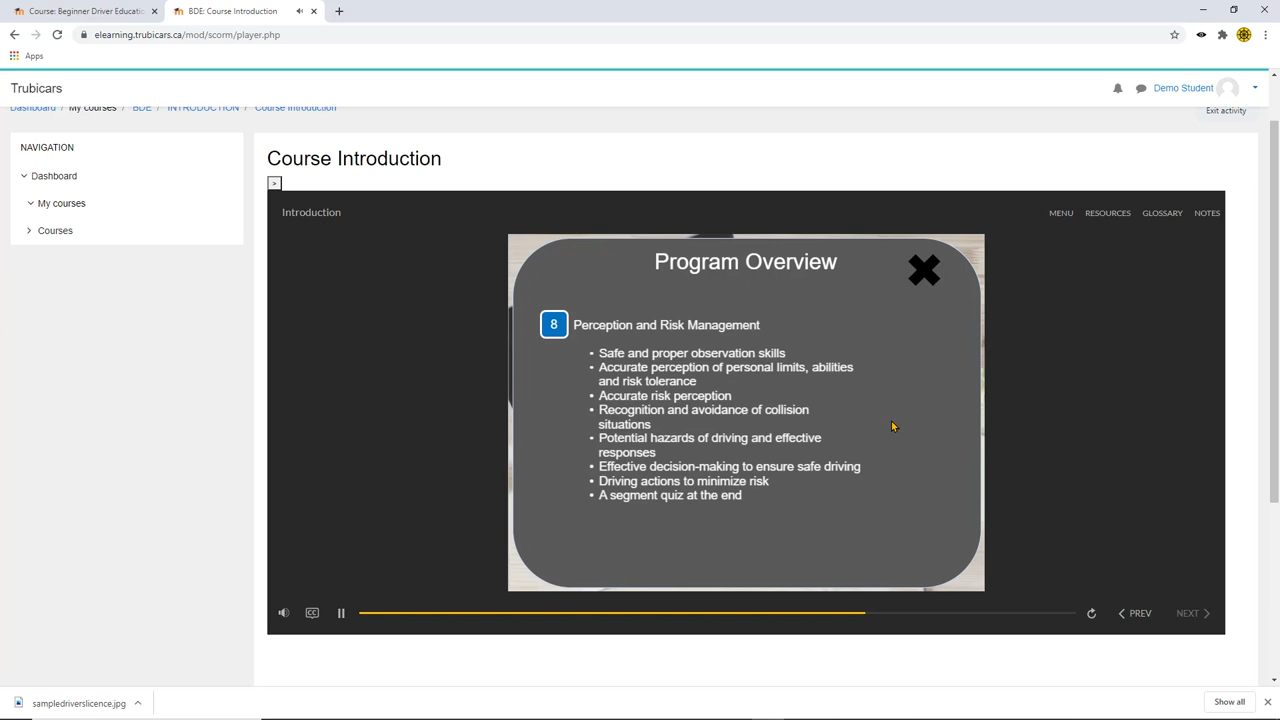 Course: Beginner Driver Educatio
BDE: Course Introduction
elearning.trubicars.ca/mod/scorm/player.php
Apps
Trubicars
Demo Student
Dashboard / My courses / BDE / INTRODUCTION / Course Introduction
Exit activity
NAVIGATION
Dashboard
My courses
Courses
Course Introduction
>
Introduction
MENU RESOURCES GLOSSARY NOTES
Program Overview
8 Perception and Risk Management
• Safe and proper observation skills
• Accurate perception of personal limits, abilities
and risk tolerance
• Accurate risk perception
• Recognition and avoidance of collision
situations
• Potential hazards of driving and effective
responses
• Effective decision-making to ensure safe driving
• Driving actions to minimize risk
• A segment quiz at the end
CC
PREV
NEXT
sampledriverslicence.jpg
Show all